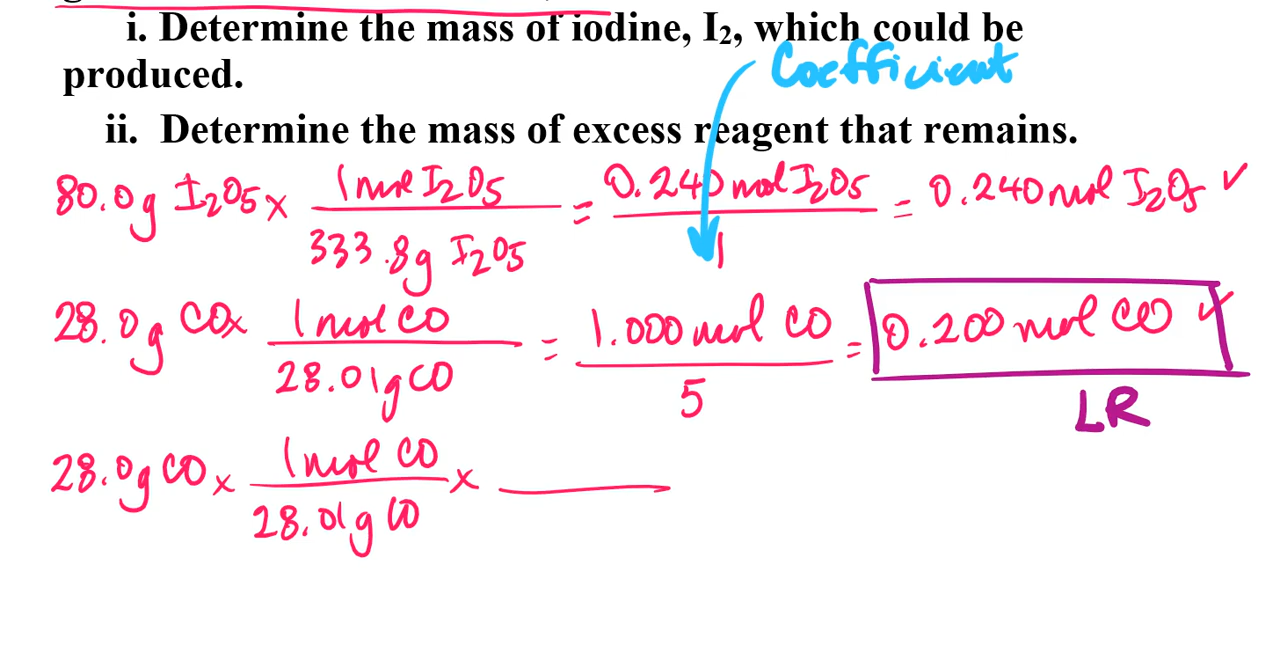 i. Determine the mass of iodine, I₂, which could be
produced.
Coefficient
ii. Determine the mass of excess reagent that remains.
80.0g I₂O₅ x 1 mol I₂O₅ / 333.8g I₂O₅ = 0.240 mol I₂O₅ / 1 = 0.240 mol I₂O₅ ✓
28.0g CO x 1 mol CO / 28.01g CO = 1.000 mol CO / 5 = 0.200 mol CO ✓
LR
28.0g CO x 1 mol CO / 28.01g CO x